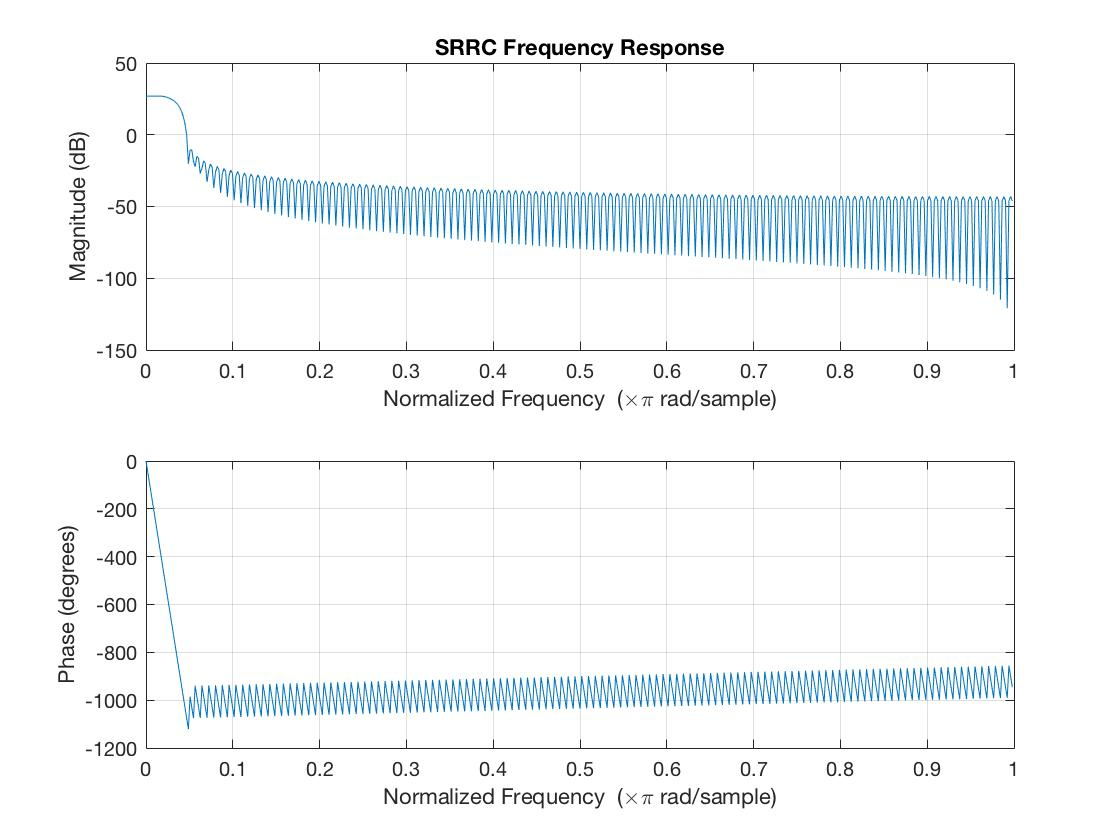 SRRC Frequency Response
50
0
-50
-100
-150
Magnitude (dB)
0 0.1 0.2 0.3 0.4 0.5 0.6 0.7 0.8 0.9 1
Normalized Frequency (×π rad/sample)
0
-200
-400
-600
-800
-1000
-1200
Phase (degrees)
0 0.1 0.2 0.3 0.4 0.5 0.6 0.7 0.8 0.9 1
Normalized Frequency (×π rad/sample)